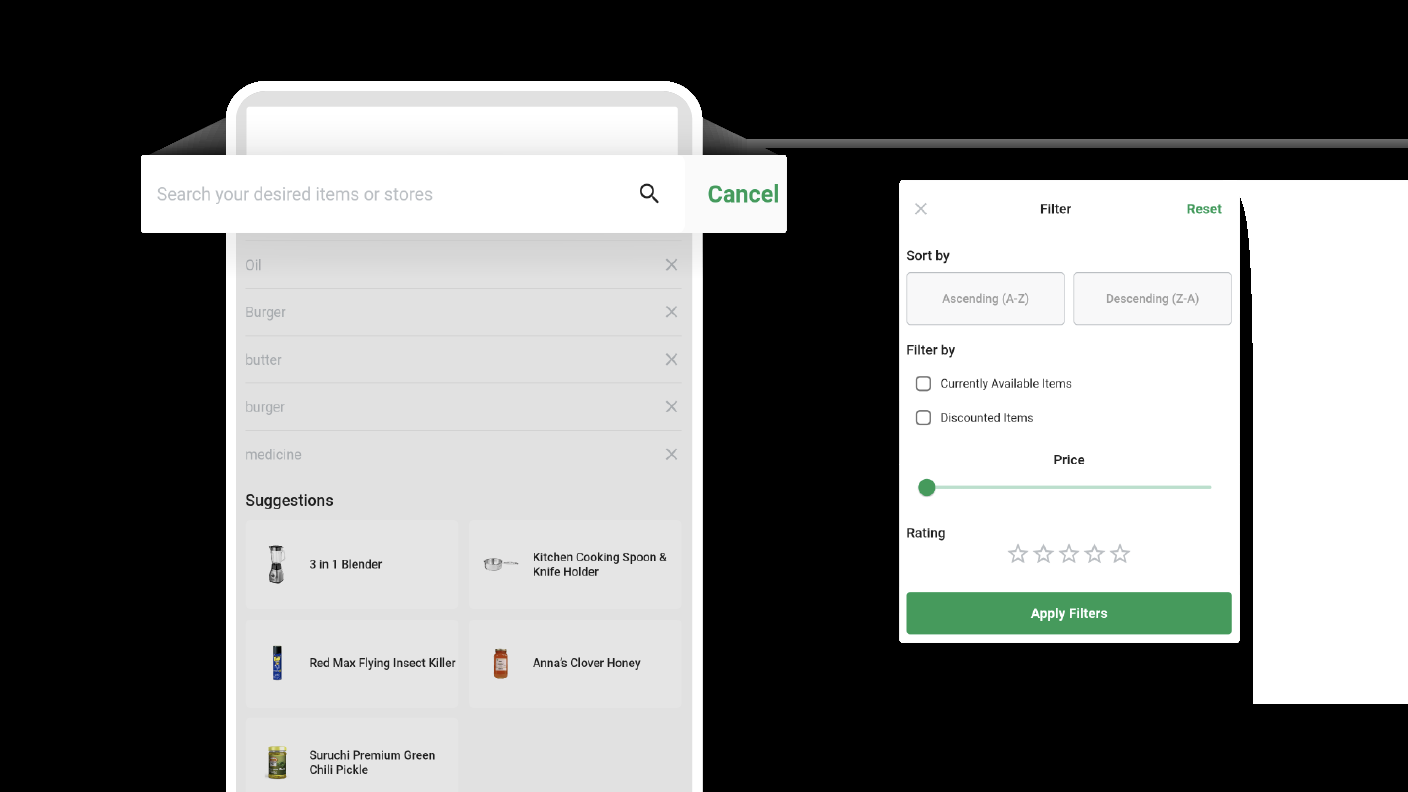 Search your desired items or stores
Cancel
Oil
Burger
butter
burger
medicine
Suggestions
3 in 1 Blender
Kitchen Cooking Spoon &
Knife Holder
Red Max Flying Insect Killer
Anna's Clover Honey
Suruchi Premium Green
Chili Pickle
Filter
Reset
Sort by
Ascending (A-Z)
Descending (Z-A)
Filter by
Currently Available Items
Discounted Items
Price
Rating
Apply Filters